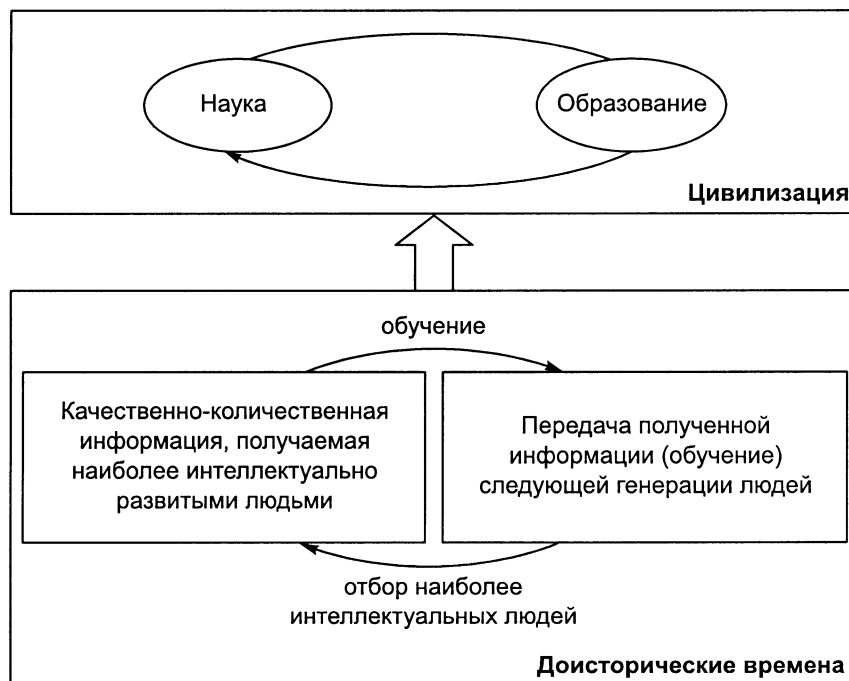 Наука
Образование
Цивилизация
обучение
Качественно-количественная
информация, получаемая
наиболее интеллектуально
развитыми людьми
Передача полученной
информации (обучение)
следующей генерации людей
отбор наиболее
интеллектуальных людей
Доисторические времена